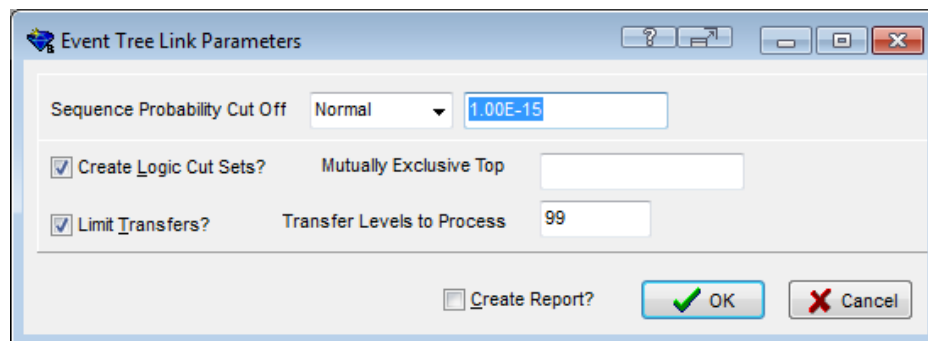 Event Tree Link Parameters
Sequence Probability Cut Off Normal 1.00E-15
Create Logic Cut Sets? Mutually Exclusive Top
Limit Transfers? Transfer Levels to Process 99
Create Report? OK Cancel